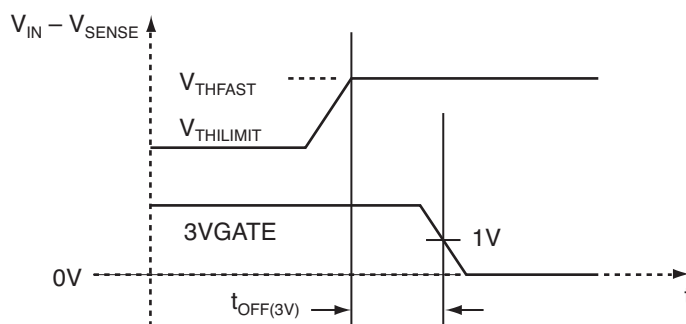 V_IN – V_SENSE
V_THFAST
V_THILIMIT
3VGATE
1V
0V
t_OFF(3V)